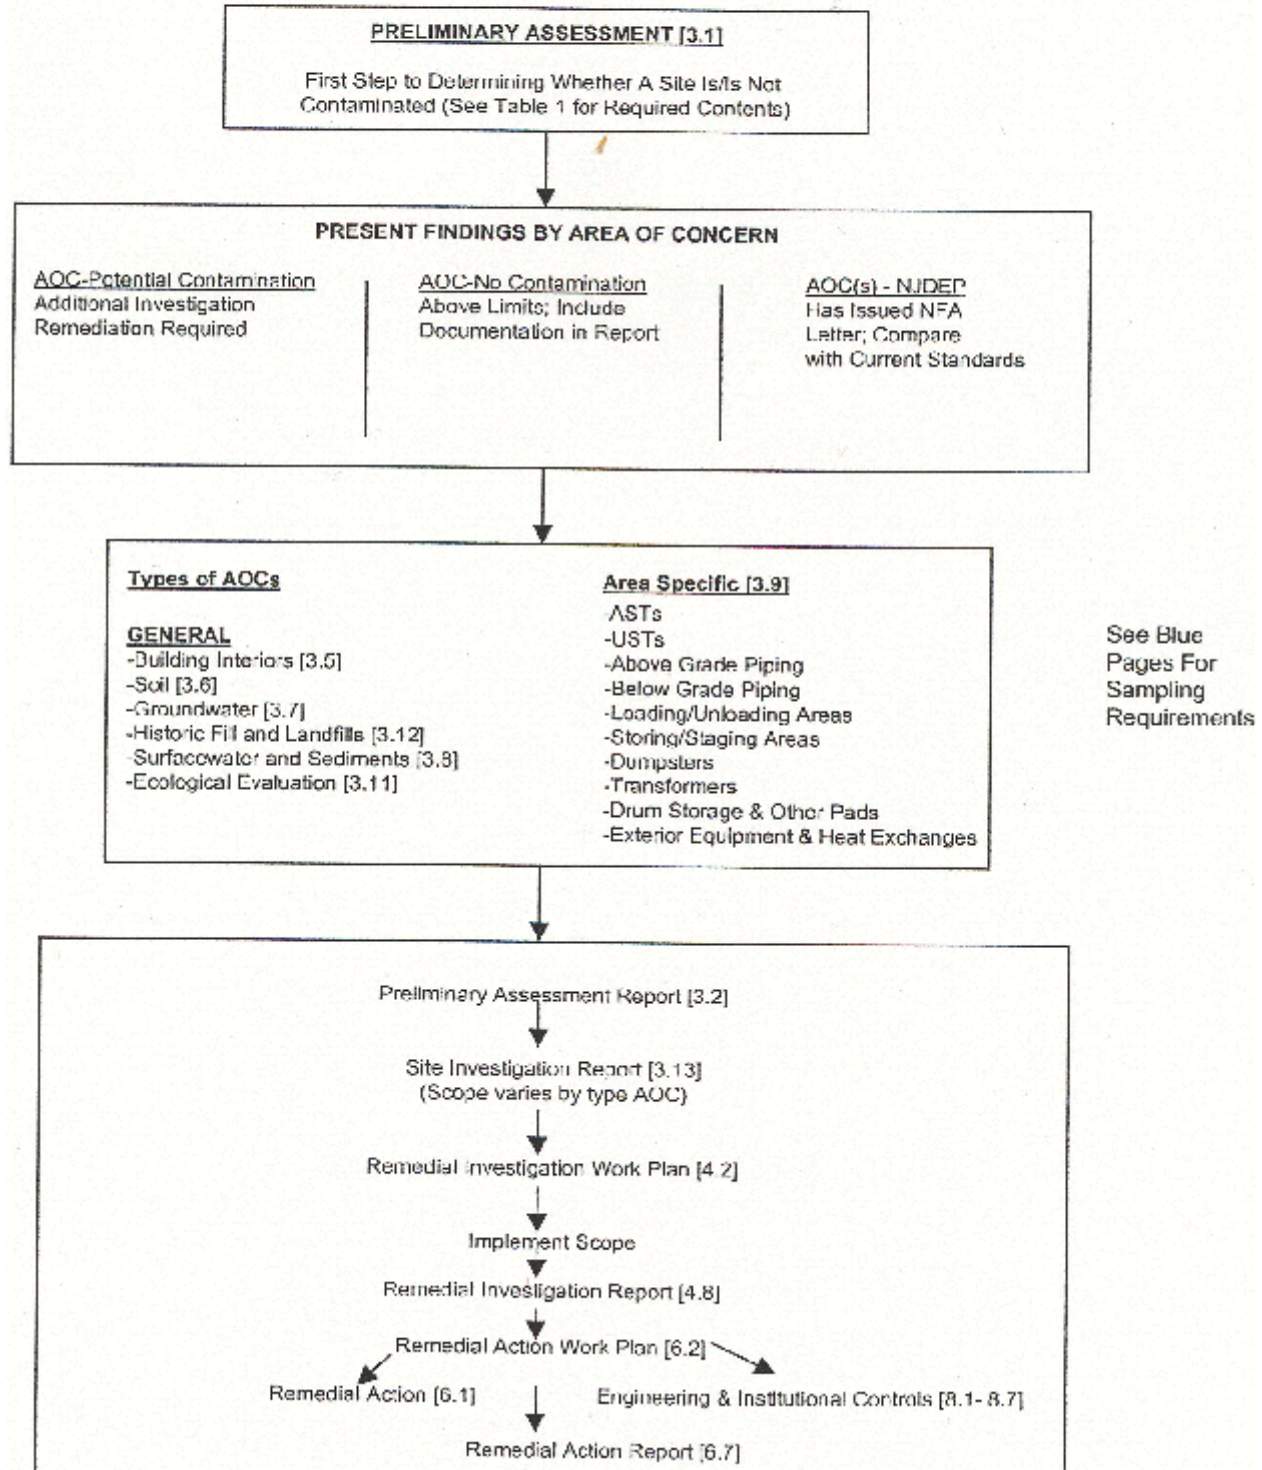 PRELIMINARY ASSESSMENT [3.1]
First Step to Determining Whether A Site Is/Is Not
Contaminated (See Table 1 for Required Contents)
PRESENT FINDINGS BY AREA OF CONCERN
AOC-Potential Contamination
Additional Investigation
Remediation Required
AOC-No Contamination
Above Limits; Include
Documentation in Report
AOC(s) - NJDEP
Has Issued NFA
Letter; Compare
with Current Standards
Types of AOCs
GENERAL
-Building Interiors [3.5]
-Soil [3.6]
-Groundwater [3.7]
-Historic Fill and Landfills [3.12]
-Surfacewater and Sediments [3.8]
-Ecological Evaluation [3.11]
Area Specific [3.9]
-ASTs
-USTs
-Above Grade Piping
-Below Grade Piping
-Loading/Unloading Areas
-Storing/Staging Areas
-Dumpsters
-Transformers
-Drum Storage & Other Pads
-Exterior Equipment & Heat Exchanges
See Blue
Pages For
Sampling
Requirements
Preliminary Assessment Report [3.2]
Site Investigation Report [3.13]
(Scope varies by type AOC)
Remedial Investigation Work Plan [4.2]
Implement Scope
Remedial Investigation Report [4.8]
Remedial Action Work Plan [6.2]
Remedial Action [6.1]
Engineering & Institutional Controls [8.1- 8.7]
Remedial Action Report [6.7]